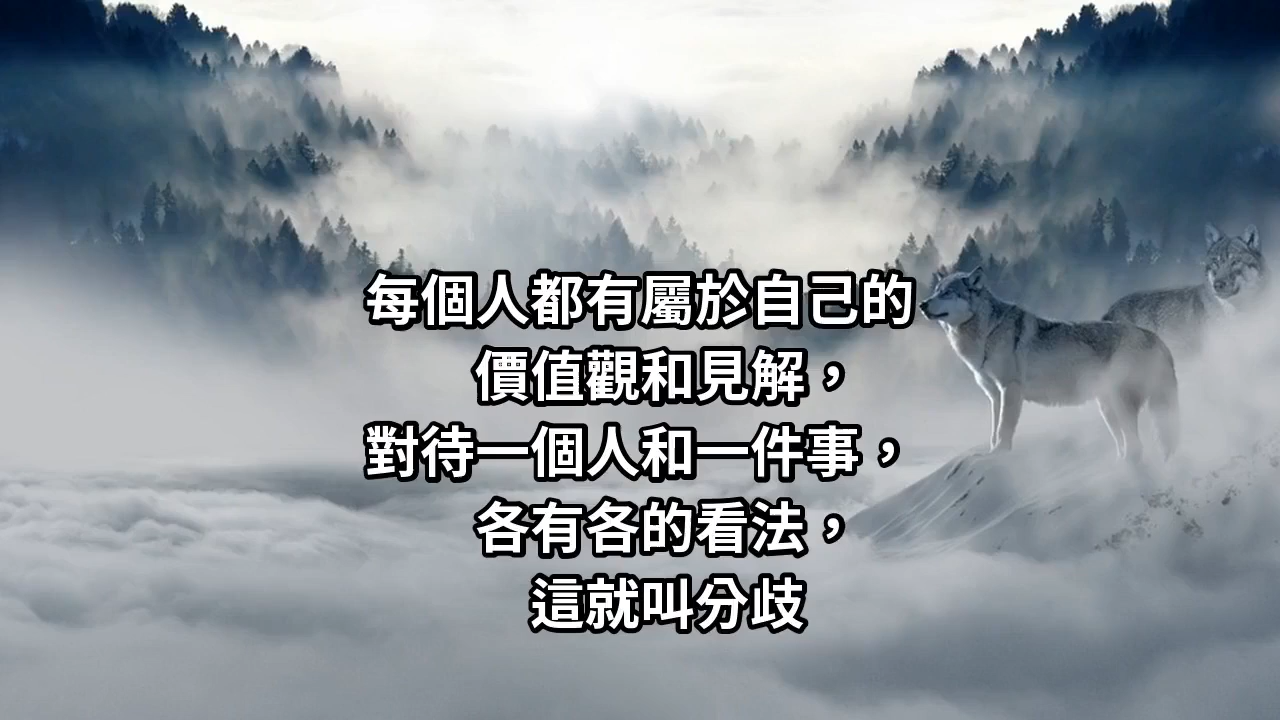 每個人都有屬於自己的
價值觀和見解，
對待一個人和一件事，
各有各的看法，
這就叫分歧